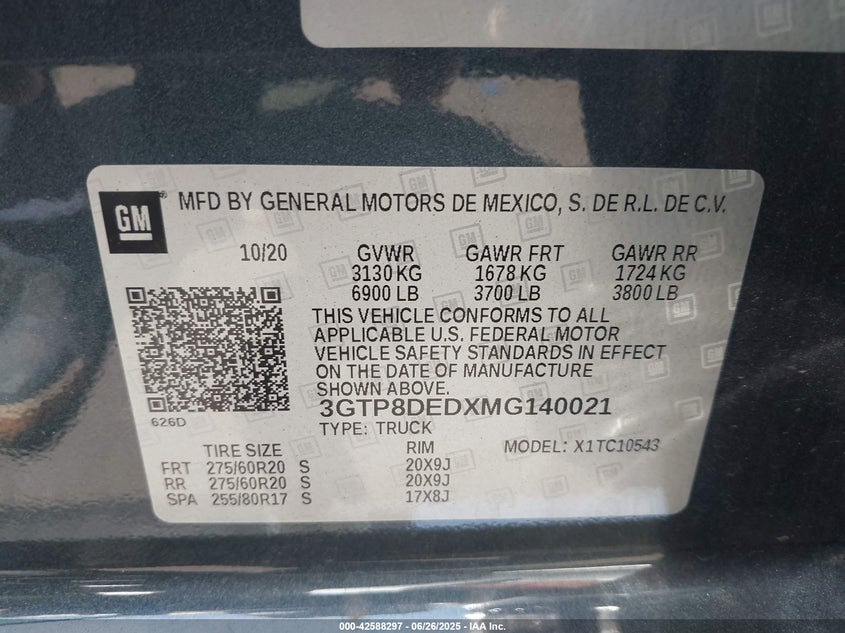 GM
MFD BY GENERAL MOTORS DE MEXICO, S. DE R.L. DE C.V.
10/20 GVWR GAWR FRT GAWR RR
3130 KG 1678 KG 1724 KG
6900 LB 3700 LB 3800 LB
THIS VEHICLE CONFORMS TO ALL
APPLICABLE U.S. FEDERAL MOTOR
VEHICLE SAFETY STANDARDS IN EFFECT
ON THE DATE OF MANUFACTURE
SHOWN ABOVE.
3GTP8DEDXMG140021
626D
TYPE: TRUCK
TIRE SIZE RIM MODEL: X1TC10543
FRT 275/60R20 S 20X9J
RR 275/60R20 S 20X9J
SPA 255/80R17 S 17X8J
000-42588297 - 06/26/2025 - IAA Inc.